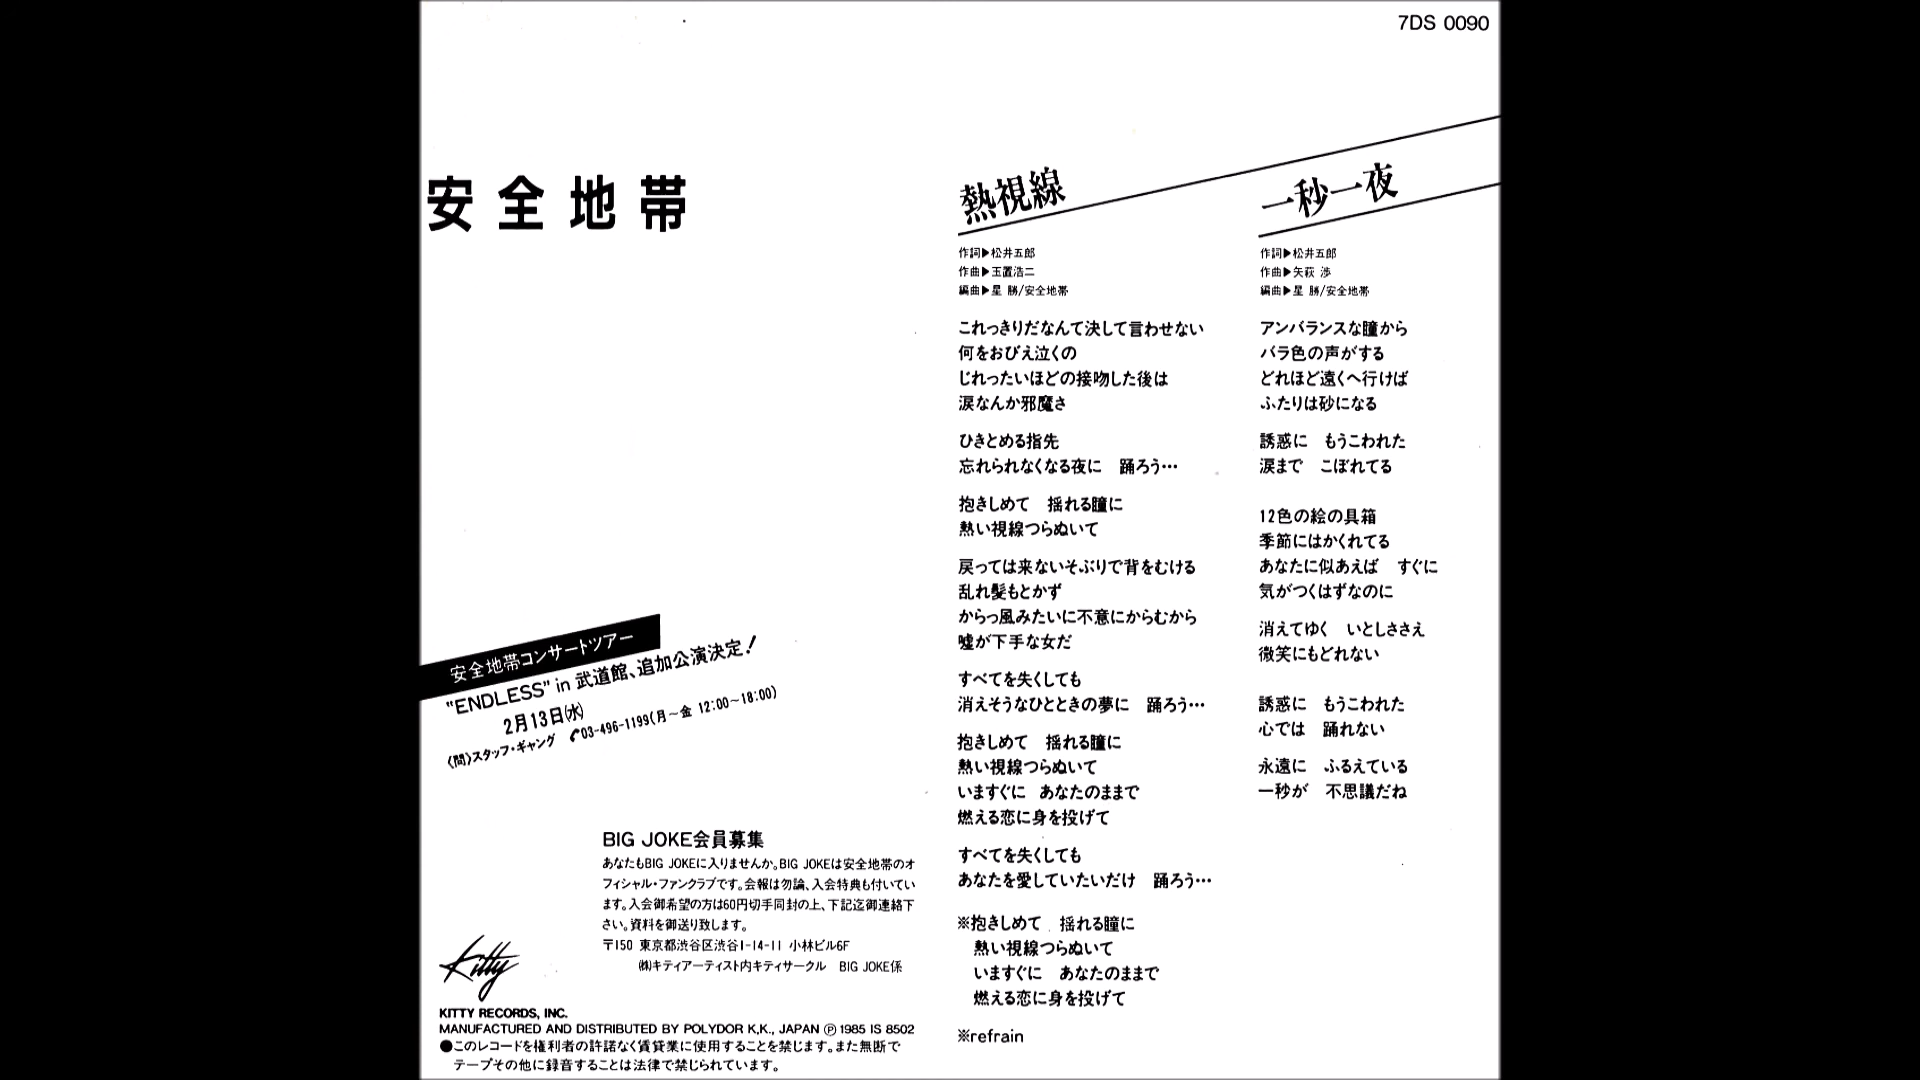 7DS 0090
安全地帯
熱視線
作詞▶松井五郎
作曲▶玉置浩二
編曲▶星 勝/安全地帯
これっきりだなんて決して言わせない
何をおびえ泣くの
じれったいほどの接吻した後は
涙なんか邪魔さ
ひきとめる指先
忘れられなくなる夜に　踊ろう…
抱きしめて　揺れる瞳に
熱い視線つらぬいて
戻っては来ないそぶりで背をむける
乱れ髪もとかず
からっ風みたいに不意にからむから
嘘が下手な女だ
すべてを失くしても
消えそうなひとときの夢に　踊ろう…
抱きしめて　揺れる瞳に
熱い視線つらぬいて
いますぐに　あなたのままで
燃える恋に身を投げて
すべてを失くしても
あなたを愛していたいだけ　踊ろう…
※抱きしめて　揺れる瞳に
熱い視線つらぬいて
いますぐに　あなたのままで
燃える恋に身を投げて
※refrain
一秒一夜
作詞▶松井五郎
作曲▶矢萩 渉
編曲▶星 勝/安全地帯
アンバランスな瞳から
バラ色の声がする
どれほど遠くへ行けば
ふたりは砂になる
誘惑に　もうこわれた
涙まで　こぼれてる
12色の絵の具箱
季節にはかくれてる
あなたに似あえば　すぐに
気がつくはずなのに
消えてゆく　いとしささえ
微笑にもどれない
誘惑に　もうこわれた
心では　踊れない
永遠に　ふるえている
一秒が　不思議だね
安全地帯コンサートツアー
"ENDLESS" in 武道館、追加公演決定!
2月13日(水)
〈問〉スタッフ・ギャング　✆03-496-1199(月～金 12:00～18:00)
BIG JOKE会員募集
あなたもBIG JOKEに入りませんか。BIG JOKEは安全地帯のオ
フィシャル・ファンクラブです。会報は勿論、入会特典も付いてい
ます。入会御希望の方は60円切手同封の上、下記迄御連絡下
さい。資料を御送り致します。
〒150 東京都渋谷区渋谷1-14-11 小林ビル6F
㈱キティアーティスト内キティサークル　BIG JOKE係
Kitty
KITTY RECORDS, INC.
MANUFACTURED AND DISTRIBUTED BY POLYDOR K.K., JAPAN Ⓟ 1985 IS 8502
●このレコードを権利者の許諾なく賃貸業に使用することを禁じます。また無断で
テープその他に録音することは法律で禁じられています。